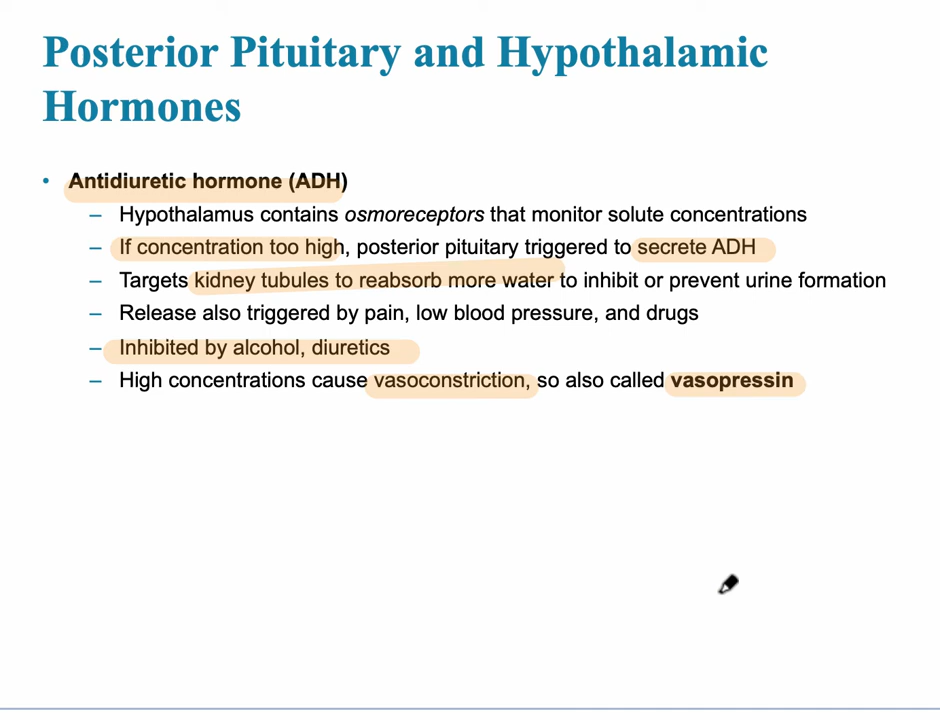 Posterior Pituitary and Hypothalamic
Hormones
• Antidiuretic hormone (ADH)
– Hypothalamus contains osmoreceptors that monitor solute concentrations
– If concentration too high, posterior pituitary triggered to secrete ADH
– Targets kidney tubules to reabsorb more water to inhibit or prevent urine formation
– Release also triggered by pain, low blood pressure, and drugs
– Inhibited by alcohol, diuretics
– High concentrations cause vasoconstriction, so also called vasopressin